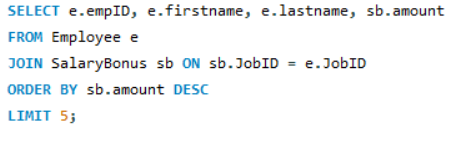 SELECT e.empID, e.firstname, e.lastname, sb.amount
FROM Employee e
JOIN SalaryBonus sb ON sb.JobID = e.JobID
ORDER BY sb.amount DESC
LIMIT 5;